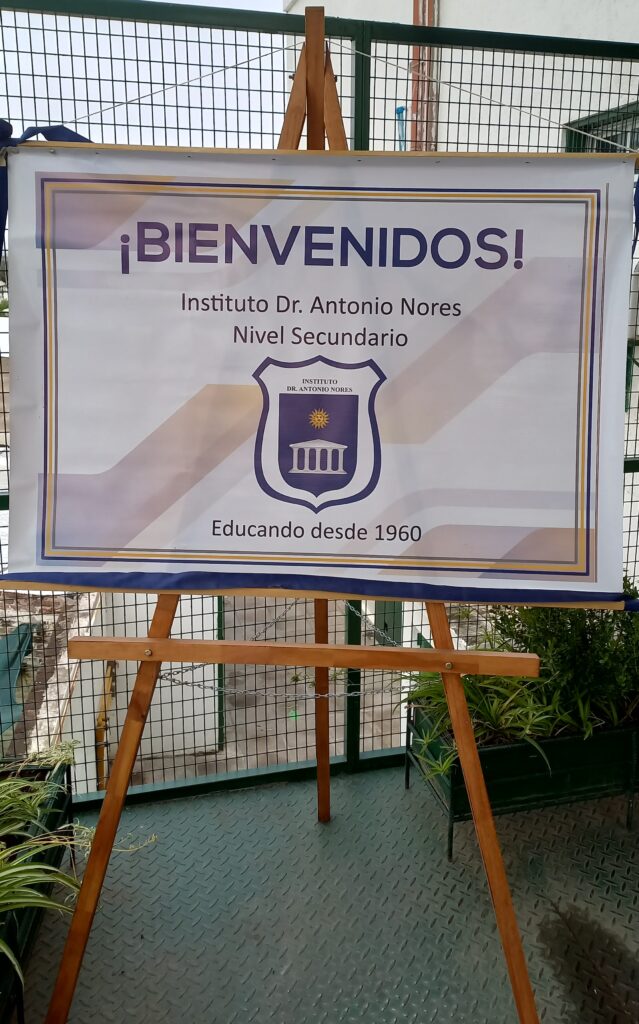 ¡BIENVENIDOS!
Instituto Dr. Antonio Nores
Nivel Secundario
INSTITUTO
DR. ANTONIO NORES
Educando desde 1960